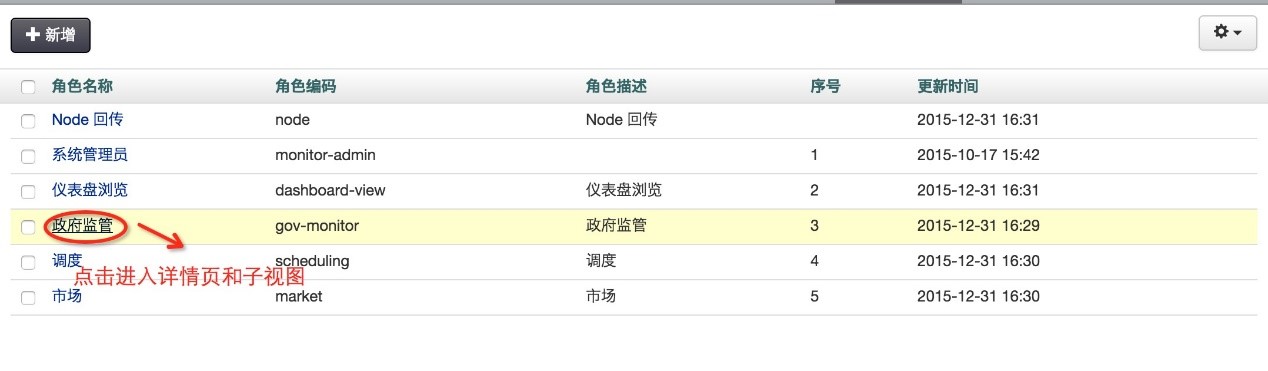 新增
角色名称 角色编码 角色描述 序号 更新时间
Node 回传 node Node 回传 2015-12-31 16:31
系统管理员 monitor-admin 1 2015-10-17 15:42
仪表盘浏览 dashboard-view 仪表盘浏览 2 2015-12-31 16:31
政府监管 gov-monitor 政府监管 3 2015-12-31 16:29
调度 scheduling 调度 4 2015-12-31 16:30
点击进入详情页和子视图
市场 market 市场 5 2015-12-31 16:30